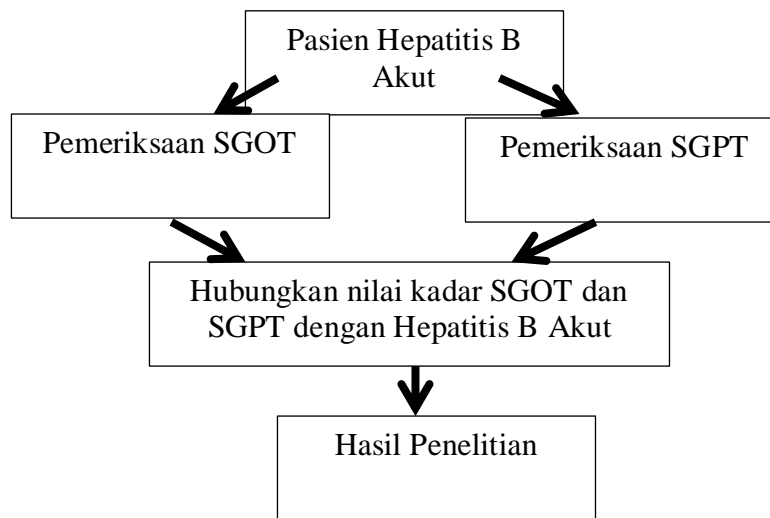 Pasien Hepatitis B
Akut
Pemeriksaan SGOT
Pemeriksaan SGPT
Hubungkan nilai kadar SGOT dan
SGPT dengan Hepatitis B Akut
Hasil Penelitian